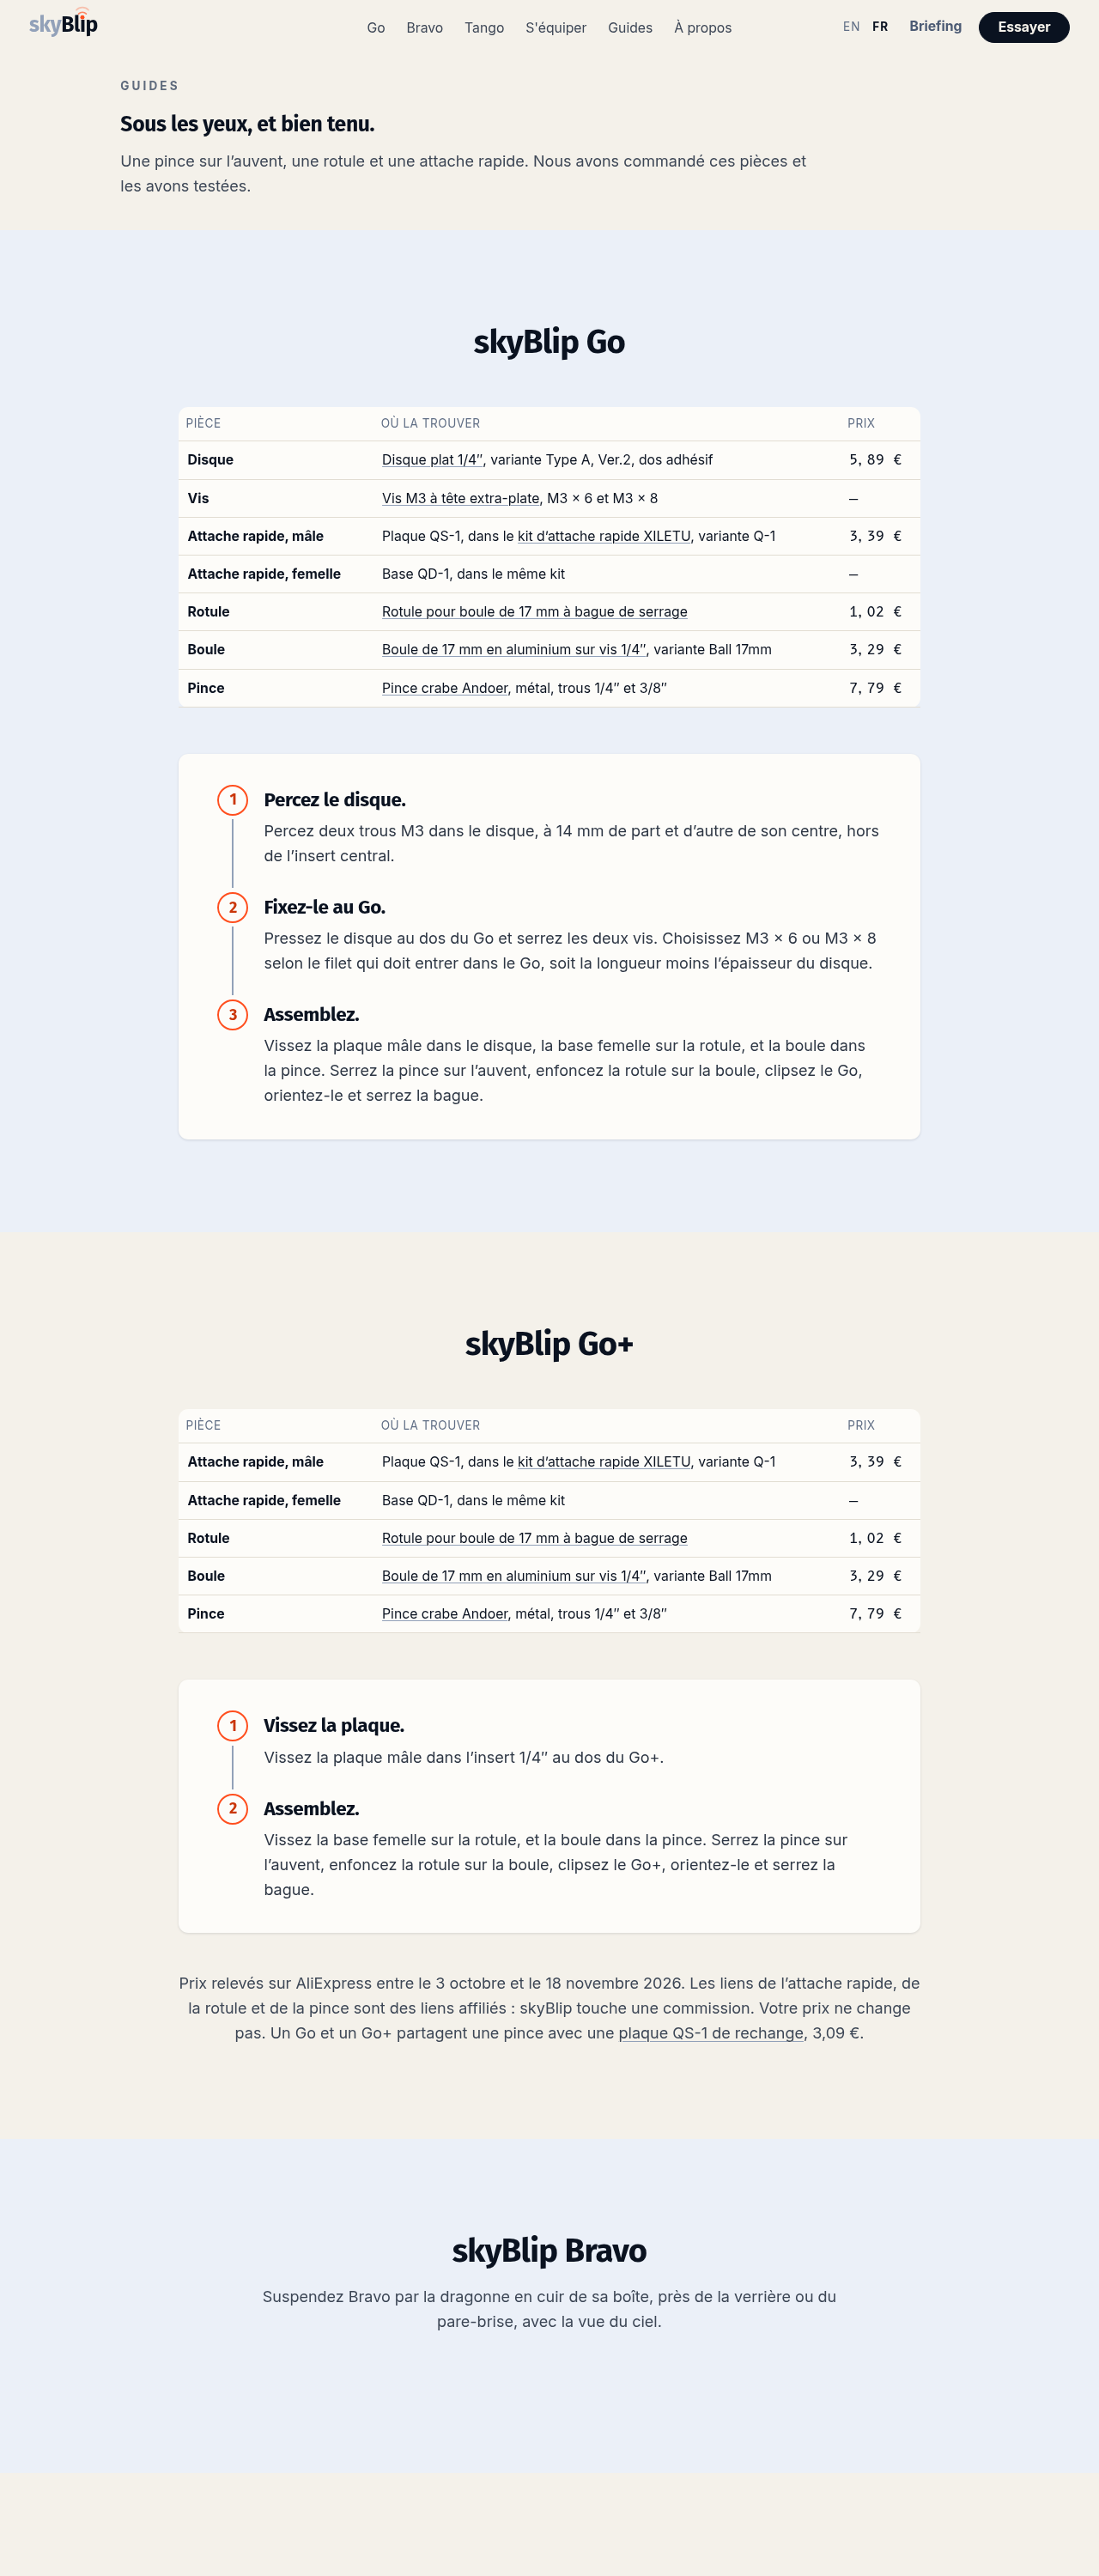 skyBlip
Go Bravo Tango S'équiper Guides À propos EN FR Briefing Essayer
GUIDES
Sous les yeux, et bien tenu.
Une pince sur l’auvent, une rotule et une attache rapide. Nous avons commandé ces pièces et
les avons testées.
skyBlip Go
PIÈCE OÙ LA TROUVER PRIX
Disque Disque plat 1/4″, variante Type A, Ver.2, dos adhésif 5,89 €
Vis Vis M3 à tête extra-plate, M3 × 6 et M3 × 8 –
Attache rapide, mâle Plaque QS-1, dans le kit d’attache rapide XILETU, variante Q-1 3,39 €
Attache rapide, femelle Base QD-1, dans le même kit –
Rotule Rotule pour boule de 17 mm à bague de serrage 1,02 €
Boule Boule de 17 mm en aluminium sur vis 1/4″, variante Ball 17mm 3,29 €
Pince Pince crabe Andoer, métal, trous 1/4″ et 3/8″ 7,79 €
1 Percez le disque.
Percez deux trous M3 dans le disque, à 14 mm de part et d’autre de son centre, hors
de l’insert central.
2 Fixez-le au Go.
Pressez le disque au dos du Go et serrez les deux vis. Choisissez M3 × 6 ou M3 × 8
selon le filet qui doit entrer dans le Go, soit la longueur moins l’épaisseur du disque.
3 Assemblez.
Vissez la plaque mâle dans le disque, la base femelle sur la rotule, et la boule dans
la pince. Serrez la pince sur l’auvent, enfoncez la rotule sur la boule, clipsez le Go,
orientez-le et serrez la bague.
skyBlip Go+
PIÈCE OÙ LA TROUVER PRIX
Attache rapide, mâle Plaque QS-1, dans le kit d’attache rapide XILETU, variante Q-1 3,39 €
Attache rapide, femelle Base QD-1, dans le même kit –
Rotule Rotule pour boule de 17 mm à bague de serrage 1,02 €
Boule Boule de 17 mm en aluminium sur vis 1/4″, variante Ball 17mm 3,29 €
Pince Pince crabe Andoer, métal, trous 1/4″ et 3/8″ 7,79 €
1 Vissez la plaque.
Vissez la plaque mâle dans l’insert 1/4″ au dos du Go+.
2 Assemblez.
Vissez la base femelle sur la rotule, et la boule dans la pince. Serrez la pince sur
l’auvent, enfoncez la rotule sur la boule, clipsez le Go+, orientez-le et serrez la
bague.
Prix relevés sur AliExpress entre le 3 octobre et le 18 novembre 2026. Les liens de l’attache rapide, de
la rotule et de la pince sont des liens affiliés : skyBlip touche une commission. Votre prix ne change
pas. Un Go et un Go+ partagent une pince avec une plaque QS-1 de rechange, 3,09 €.
skyBlip Bravo
Suspendez Bravo par la dragonne en cuir de sa boîte, près de la verrière ou du
pare-brise, avec la vue du ciel.